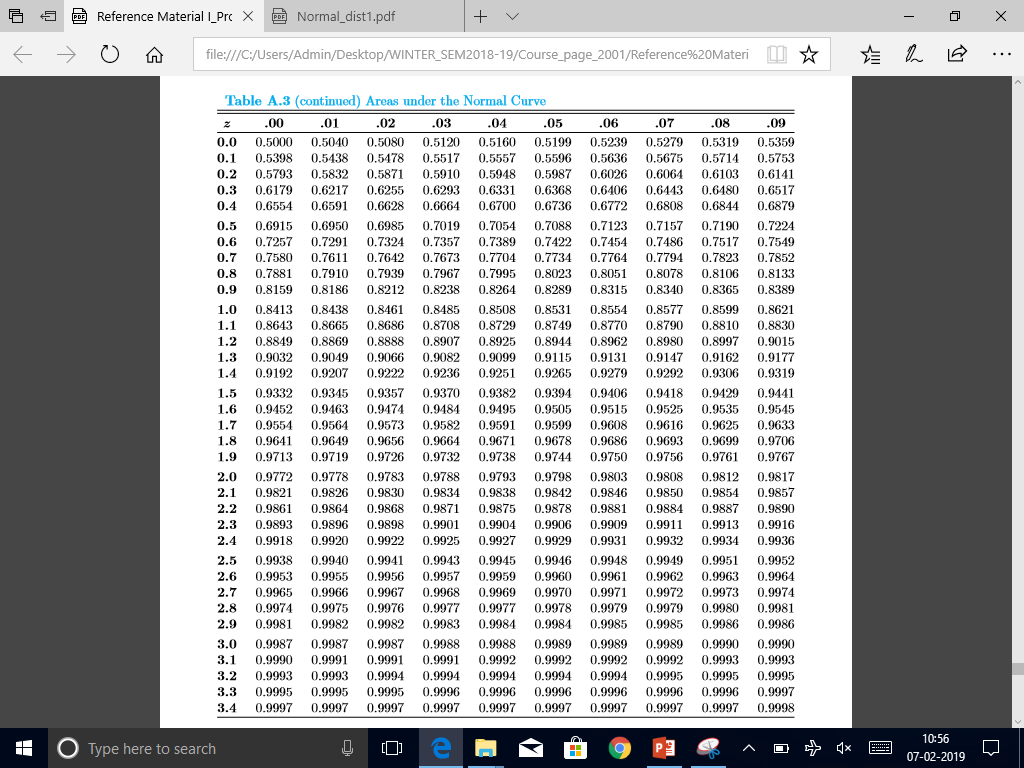 Reference Material I_Prc
Normal_dist1.pdf
file:///C:/Users/Admin/Desktop/WINTER_SEM2018-19/Course_page_2001/Reference%20Materi
Table A.3 (continued) Areas under the Normal Curve
z .00 .01 .02 .03 .04 .05 .06 .07 .08 .09
0.0 0.5000 0.5040 0.5080 0.5120 0.5160 0.5199 0.5239 0.5279 0.5319 0.5359
0.1 0.5398 0.5438 0.5478 0.5517 0.5557 0.5596 0.5636 0.5675 0.5714 0.5753
0.2 0.5793 0.5832 0.5871 0.5910 0.5948 0.5987 0.6026 0.6064 0.6103 0.6141
0.3 0.6179 0.6217 0.6255 0.6293 0.6331 0.6368 0.6406 0.6443 0.6480 0.6517
0.4 0.6554 0.6591 0.6628 0.6664 0.6700 0.6736 0.6772 0.6808 0.6844 0.6879
0.5 0.6915 0.6950 0.6985 0.7019 0.7054 0.7088 0.7123 0.7157 0.7190 0.7224
0.6 0.7257 0.7291 0.7324 0.7357 0.7389 0.7422 0.7454 0.7486 0.7517 0.7549
0.7 0.7580 0.7611 0.7642 0.7673 0.7704 0.7734 0.7764 0.7794 0.7823 0.7852
0.8 0.7881 0.7910 0.7939 0.7967 0.7995 0.8023 0.8051 0.8078 0.8106 0.8133
0.9 0.8159 0.8186 0.8212 0.8238 0.8264 0.8289 0.8315 0.8340 0.8365 0.8389
1.0 0.8413 0.8438 0.8461 0.8485 0.8508 0.8531 0.8554 0.8577 0.8599 0.8621
1.1 0.8643 0.8665 0.8686 0.8708 0.8729 0.8749 0.8770 0.8790 0.8810 0.8830
1.2 0.8849 0.8869 0.8888 0.8907 0.8925 0.8944 0.8962 0.8980 0.8997 0.9015
1.3 0.9032 0.9049 0.9066 0.9082 0.9099 0.9115 0.9131 0.9147 0.9162 0.9177
1.4 0.9192 0.9207 0.9222 0.9236 0.9251 0.9265 0.9279 0.9292 0.9306 0.9319
1.5 0.9332 0.9345 0.9357 0.9370 0.9382 0.9394 0.9406 0.9418 0.9429 0.9441
1.6 0.9452 0.9463 0.9474 0.9484 0.9495 0.9505 0.9515 0.9525 0.9535 0.9545
1.7 0.9554 0.9564 0.9573 0.9582 0.9591 0.9599 0.9608 0.9616 0.9625 0.9633
1.8 0.9641 0.9649 0.9656 0.9664 0.9671 0.9678 0.9686 0.9693 0.9699 0.9706
1.9 0.9713 0.9719 0.9726 0.9732 0.9738 0.9744 0.9750 0.9756 0.9761 0.9767
2.0 0.9772 0.9778 0.9783 0.9788 0.9793 0.9798 0.9803 0.9808 0.9812 0.9817
2.1 0.9821 0.9826 0.9830 0.9834 0.9838 0.9842 0.9846 0.9850 0.9854 0.9857
2.2 0.9861 0.9864 0.9868 0.9871 0.9875 0.9878 0.9881 0.9884 0.9887 0.9890
2.3 0.9893 0.9896 0.9898 0.9901 0.9904 0.9906 0.9909 0.9911 0.9913 0.9916
2.4 0.9918 0.9920 0.9922 0.9925 0.9927 0.9929 0.9931 0.9932 0.9934 0.9936
2.5 0.9938 0.9940 0.9941 0.9943 0.9945 0.9946 0.9948 0.9949 0.9951 0.9952
2.6 0.9953 0.9955 0.9956 0.9957 0.9959 0.9960 0.9961 0.9962 0.9963 0.9964
2.7 0.9965 0.9966 0.9967 0.9968 0.9969 0.9970 0.9971 0.9972 0.9973 0.9974
2.8 0.9974 0.9975 0.9976 0.9977 0.9977 0.9978 0.9979 0.9979 0.9980 0.9981
2.9 0.9981 0.9982 0.9982 0.9983 0.9984 0.9984 0.9985 0.9985 0.9986 0.9986
3.0 0.9987 0.9987 0.9987 0.9988 0.9988 0.9989 0.9989 0.9989 0.9990 0.9990
3.1 0.9990 0.9991 0.9991 0.9991 0.9992 0.9992 0.9992 0.9992 0.9993 0.9993
3.2 0.9993 0.9993 0.9994 0.9994 0.9994 0.9994 0.9994 0.9995 0.9995 0.9995
3.3 0.9995 0.9995 0.9995 0.9996 0.9996 0.9996 0.9996 0.9996 0.9996 0.9997
3.4 0.9997 0.9997 0.9997 0.9997 0.9997 0.9997 0.9997 0.9997 0.9997 0.9998
Type here to search
10:56
07-02-2019